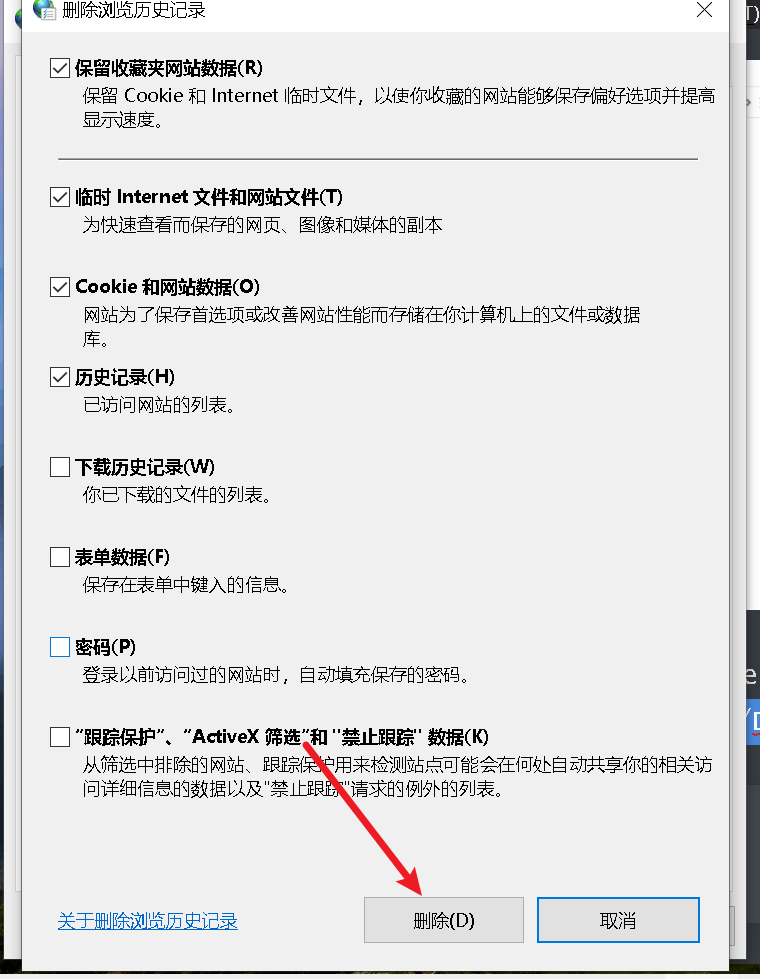 删除浏览历史记录
保留收藏夹网站数据(R)
保留 Cookie 和 Internet 临时文件，以使你收藏的网站能够保存偏好选项并提高
显示速度。
临时 Internet 文件和网站文件(T)
为快速查看而保存的网页、图像和媒体的副本
Cookie 和网站数据(O)
网站为了保存首选项或改善网站性能而存储在你计算机上的文件或数据
库。
历史记录(H)
已访问网站的列表。
下载历史记录(W)
你已下载的文件的列表。
表单数据(F)
保存在表单中键入的信息。
密码(P)
登录以前访问过的网站时，自动填充保存的密码。
“跟踪保护”、“ActiveX 筛选”和 "禁止跟踪" 数据(K)
从筛选中排除的网站、跟踪保护用来检测站点可能会在何处自动共享你的相关访
问详细信息的数据以及"禁止跟踪"请求的例外的列表。
关于删除浏览历史记录
删除(D)
取消